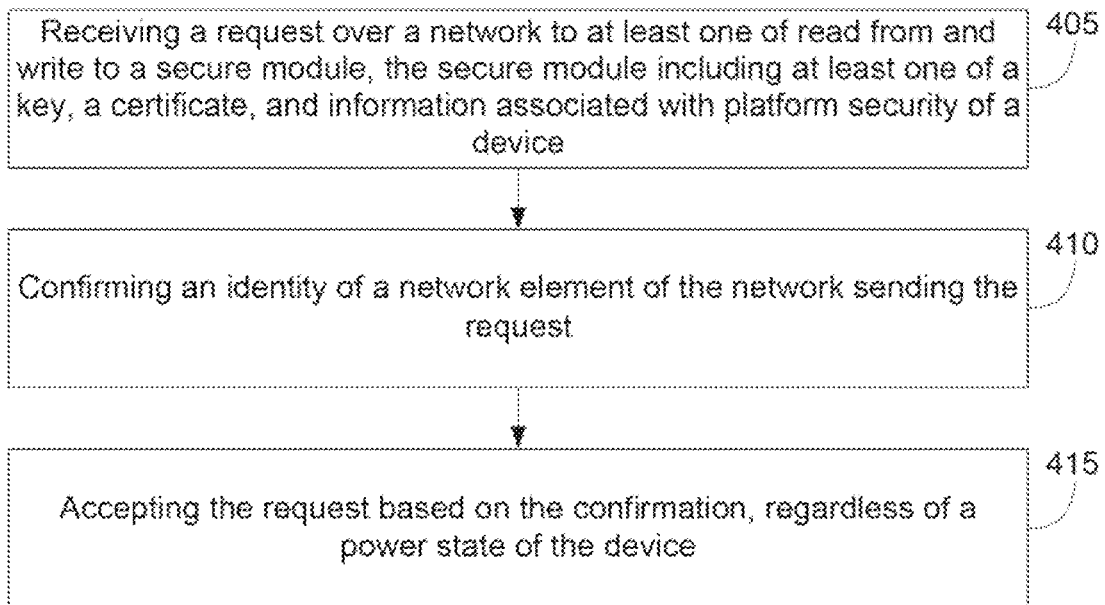 Receiving a request over a network to at least one of read from and
write to a secure module, the secure module including at least one of a
key, a certificate, and information associated with platform security of a
device
405
Confirming an identity of a network element of the network sending the
request
410
Accepting the request based on the confirmation, regardless of a
power state of the device
415